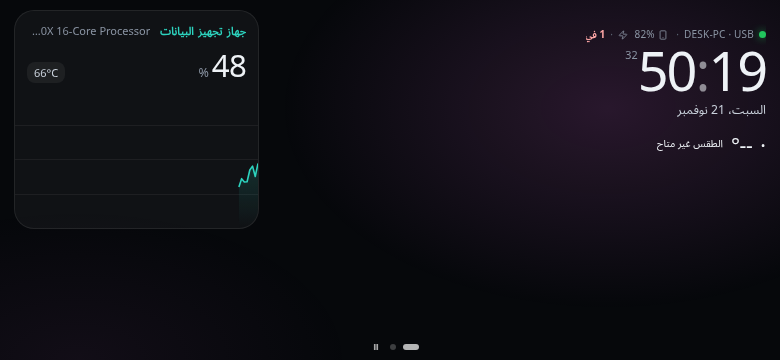 DESK-PC · USB · 82% · 1 في
19:50 32
السبت، 21 نوفمبر
--° الطقس غير متاح
جهاز تجهيز البيانات ...0X 16-Core Processor
48 %
66°C